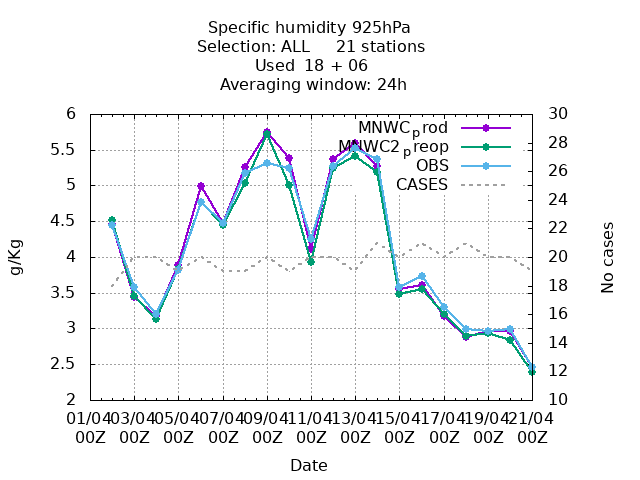 Specific humidity 925hPa
Selection: ALL     21 stations
Used  18 + 06
Averaging window: 24h
6 30
5.5 28
5 26
4.5 24
4 22
3.5 20
3 18
2.5 16
2 14
12
10
MNWCprod
MNWC2preop
OBS
CASES
g/Kg
No cases
01/04 03/04 05/04 07/04 09/04 11/04 13/04 15/04 17/04 19/04 21/04
00Z 00Z 00Z 00Z 00Z 00Z 00Z 00Z 00Z 00Z 00Z
Date